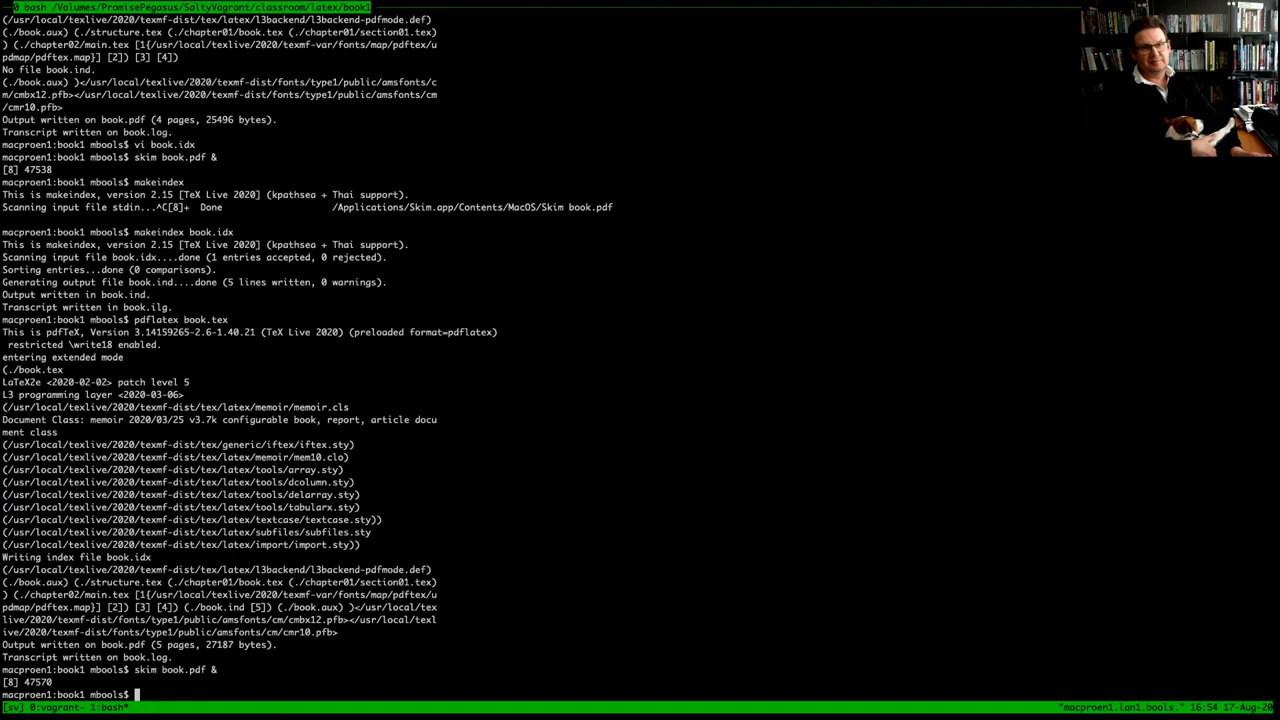 0 bash /Volumes/PromisePegasus/SaltyVagrant/classroom/latex/book1
(/usr/local/texlive/2020/texmf-dist/tex/latex/l3backend/l3backend-pdfmode.def)
(./book.aux) (./structure.tex (./chapter01/book.tex (./chapter01/section01.tex)
) (./chapter02/main.tex [1{/usr/local/texlive/2020/texmf-var/fonts/map/pdftex/u
pdmap/pdftex.map}] [2]) [3] [4])
No file book.ind.
(./book.aux) )</usr/local/texlive/2020/texmf-dist/fonts/type1/public/amsfonts/c
m/cmbx12.pfb></usr/local/texlive/2020/texmf-dist/fonts/type1/public/amsfonts/cm
/cmr10.pfb>
Output written on book.pdf (4 pages, 25496 bytes).
Transcript written on book.log.
macproen1:book1 mbools$ vi book.idx
macproen1:book1 mbools$ skim book.pdf &
[8] 47538
macproen1:book1 mbools$ makeindex
This is makeindex, version 2.15 [TeX Live 2020] (kpathsea + Thai support).
Scanning input file stdin...^C[8]+  Done                    /Applications/Skim.app/Contents/MacOS/Skim book.pdf
macproen1:book1 mbools$ makeindex book.idx
This is makeindex, version 2.15 [TeX Live 2020] (kpathsea + Thai support).
Scanning input file book.idx....done (1 entries accepted, 0 rejected).
Sorting entries...done (0 comparisons).
Generating output file book.ind....done (5 lines written, 0 warnings).
Output written in book.ind.
Transcript written in book.ilg.
macproen1:book1 mbools$ pdflatex book.tex
This is pdfTeX, Version 3.14159265-2.6-1.40.21 (TeX Live 2020) (preloaded format=pdflatex)
 restricted \write18 enabled.
entering extended mode
(./book.tex
LaTeX2e <2020-02-02> patch level 5
L3 programming layer <2020-03-06>
(/usr/local/texlive/2020/texmf-dist/tex/latex/memoir/memoir.cls
Document Class: memoir 2020/03/25 v3.7k configurable book, report, article docu
ment class
(/usr/local/texlive/2020/texmf-dist/tex/generic/iftex/iftex.sty)
(/usr/local/texlive/2020/texmf-dist/tex/latex/memoir/mem10.clo)
(/usr/local/texlive/2020/texmf-dist/tex/latex/tools/array.sty)
(/usr/local/texlive/2020/texmf-dist/tex/latex/tools/dcolumn.sty)
(/usr/local/texlive/2020/texmf-dist/tex/latex/tools/delarray.sty)
(/usr/local/texlive/2020/texmf-dist/tex/latex/tools/tabularx.sty)
(/usr/local/texlive/2020/texmf-dist/tex/latex/textcase/textcase.sty))
(/usr/local/texlive/2020/texmf-dist/tex/latex/subfiles/subfiles.sty
(/usr/local/texlive/2020/texmf-dist/tex/latex/import/import.sty))
Writing index file book.idx
(/usr/local/texlive/2020/texmf-dist/tex/latex/l3backend/l3backend-pdfmode.def)
(./book.aux) (./structure.tex (./chapter01/book.tex (./chapter01/section01.tex)
) (./chapter02/main.tex [1{/usr/local/texlive/2020/texmf-var/fonts/map/pdftex/u
pdmap/pdftex.map}] [2]) [3] [4]) (./book.ind [5]) (./book.aux) )</usr/local/tex
live/2020/texmf-dist/fonts/type1/public/amsfonts/cm/cmbx12.pfb></usr/local/texl
ive/2020/texmf-dist/fonts/type1/public/amsfonts/cm/cmr10.pfb>
Output written on book.pdf (5 pages, 27187 bytes).
Transcript written on book.log.
macproen1:book1 mbools$ skim book.pdf &
[8] 47570
macproen1:book1 mbools$
[sv] 0:vagrant- 1:bash* "macproen1.lan1.bools." 16:54 17-Aug-20